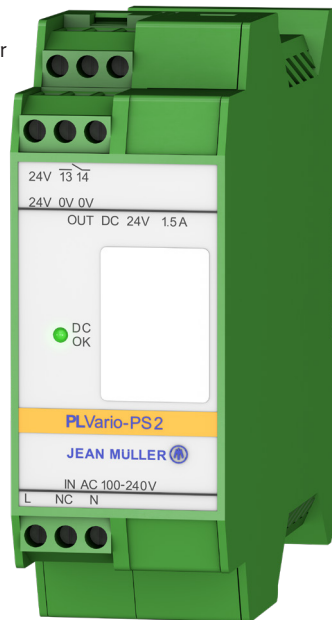 r
24V 13 14
24V 0V 0V
OUT DC 24V 1.5A
DC
OK
PLVario-PS2
JEAN MULLER
IN AC 100-240V
L NC N